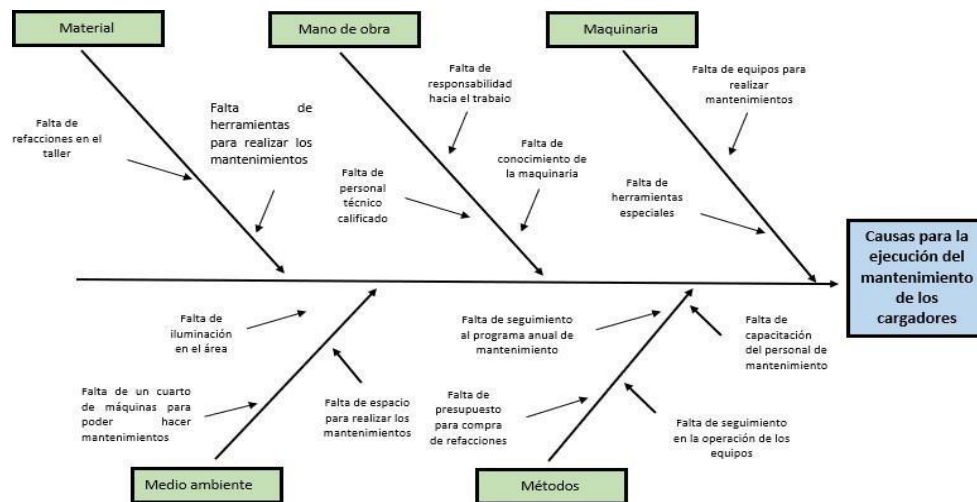 Material
Mano de obra
Maquinaria
Falta de
refacciones en el
taller
Falta de
herramientas
para realizar los
mantenimientos
Falta de
responsabilidad
hacia el trabaio
Falta de
personal
técnico
calificado
Falta de
conocimiento de
la maquinaria
Falta de equipos para
realizar
mantenimientos
Falta de
herramientas
especiales
Causas para la
ejecución del
mantenimiento
de los
cargadores
Falta de
iluminación
en el área
Falta de un cuarto
de máquinas para
poder hacer
mantenimientos
Falta de espacio
para realizar los
mantenimientos
Falta de seguimiento
al programa anual de
mantenimiento
Falta de
capacitación
del personal de
mantenimiento
Falta de
presupuesto
para compra
de refacciones
Falta de seguimiento
en la operación de los
equipos
Medio ambiente
Métodos